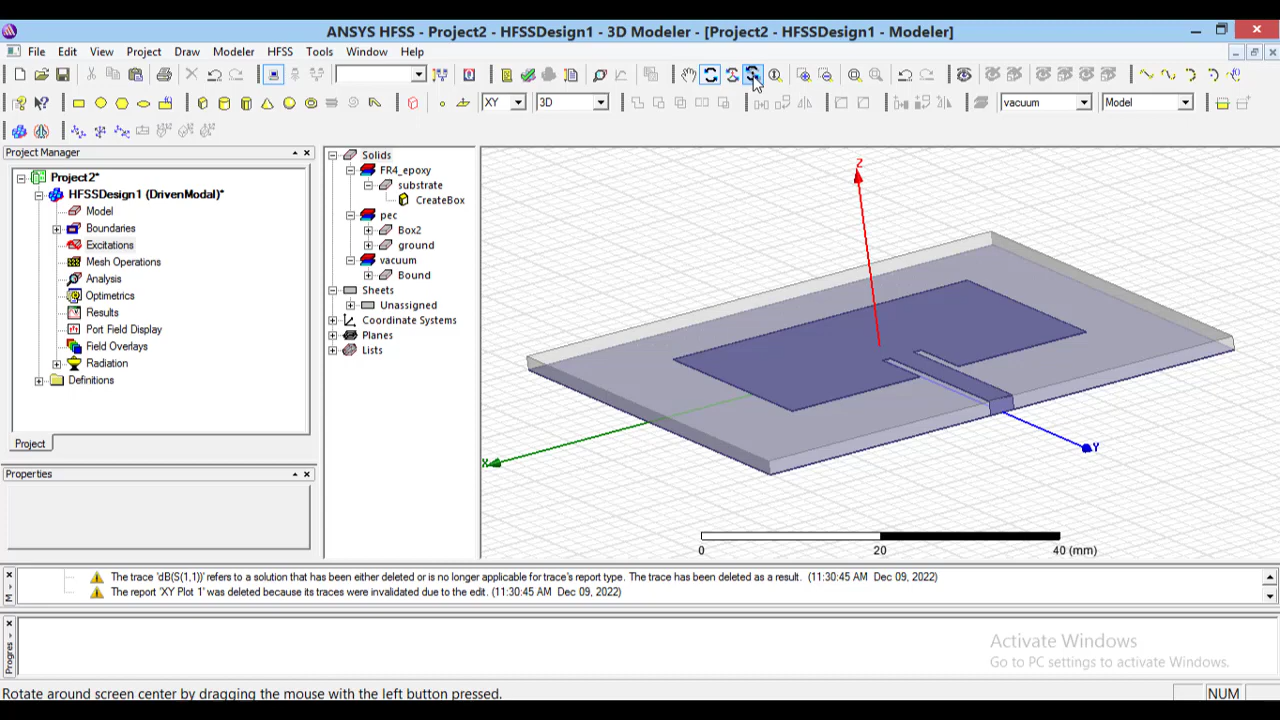 ANSYS HFSS - Project2 - HFSSDesign1 - 3D Modeler - [Project2 - HFSSDesign1 - Modeler]
File Edit View Project Draw Modeler HFSS Tools Window Help
XY 3D vacuum Model
Project Manager
Project2*
HFSSDesign1 (DrivenModal)*
Model
Boundaries
Excitations
Mesh Operations
Analysis
Optimetrics
Results
Port Field Display
Field Overlays
Radiation
Definitions
Project
Properties
Solids
FR4_epoxy
substrate
CreateBox
pec
Box2
ground
vacuum
Bound
Sheets
Unassigned
Coordinate Systems
Planes
Lists
Z
X
Y
0 20 40 (mm)
The trace 'dB(S(1,1))' refers to a solution that has been either deleted or is no longer applicable for trace's report type. The trace has been deleted as a result. (11:30:45 AM Dec 09, 2022)
The report 'XY Plot 1' was deleted because its traces were invalidated due to the edit. (11:30:45 AM Dec 09, 2022)
M
Progres
Activate Windows
Go to PC settings to activate Windows.
Rotate around screen center by dragging the mouse with the left button pressed.
NUM